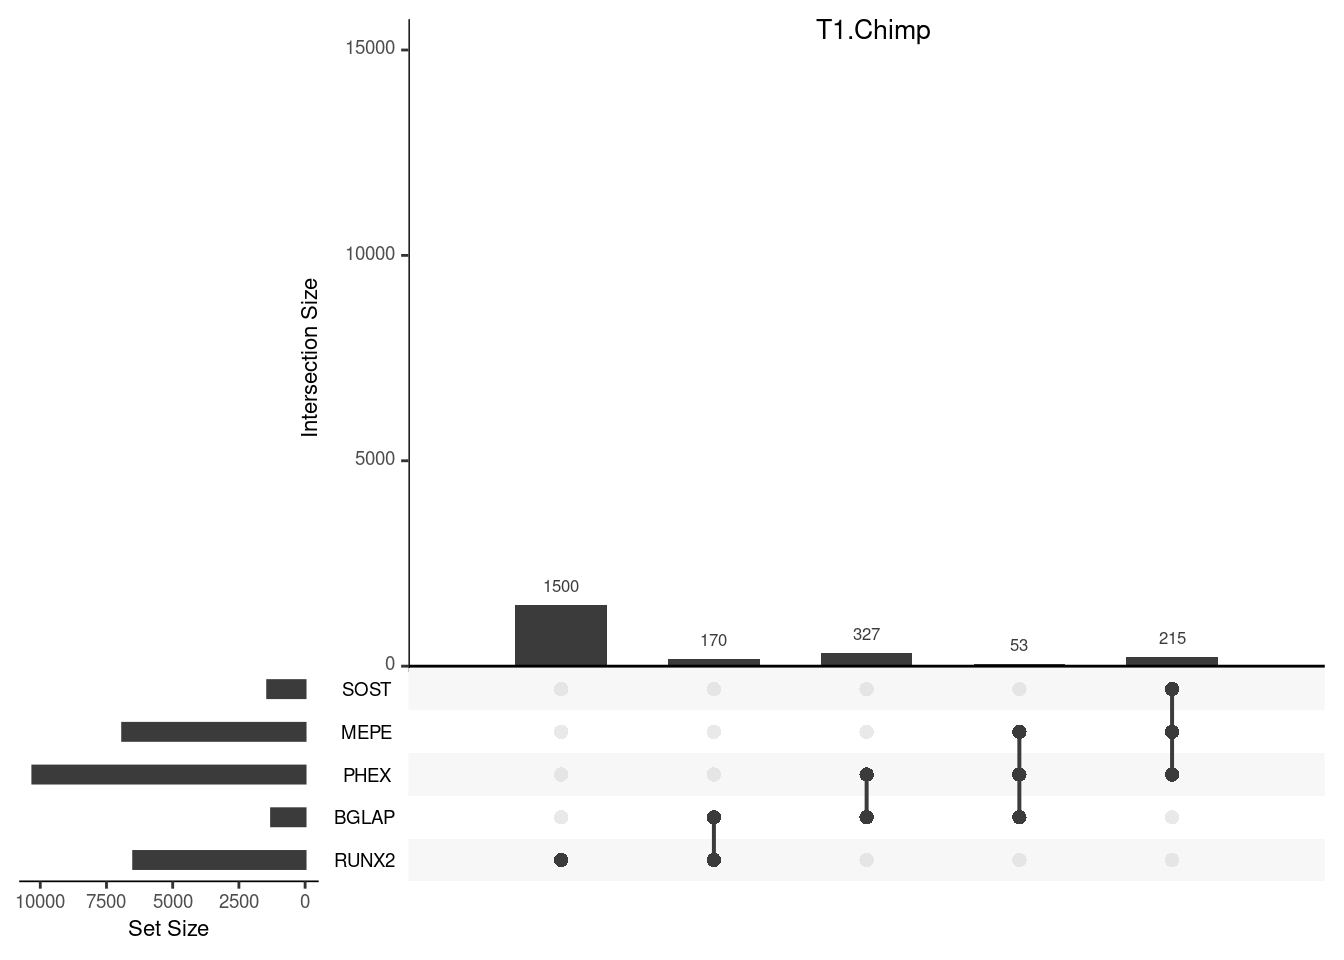 T1.Chimp
15000
10000
5000
0
Intersection Size
1500
170
327
53
215
SOST
MEPE
PHEX
BGLAP
RUNX2
10000 7500 5000 2500 0
Set Size